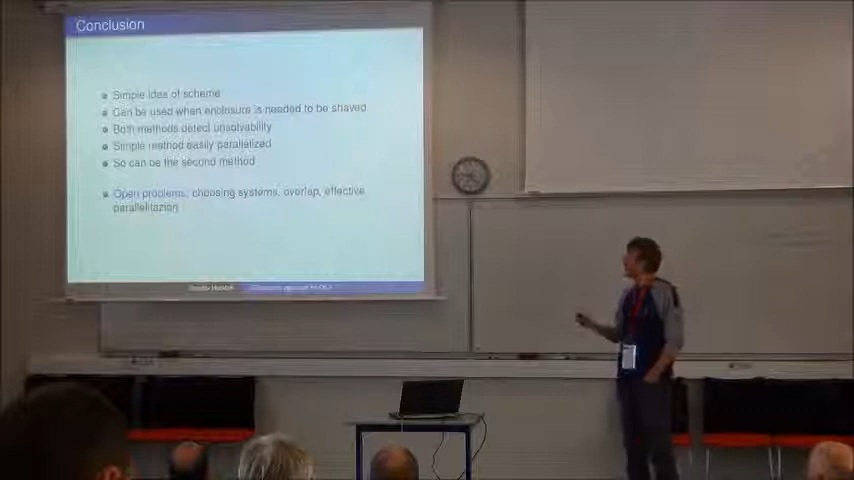 Conclusion
Simple idea of scheme
Can be used when enclosure is needed to be shaved
Both methods detect unsolvability
Simple method easily parallelized
So can be the second method
Open problems, choosing systems, overlap, effective
parallelitazion